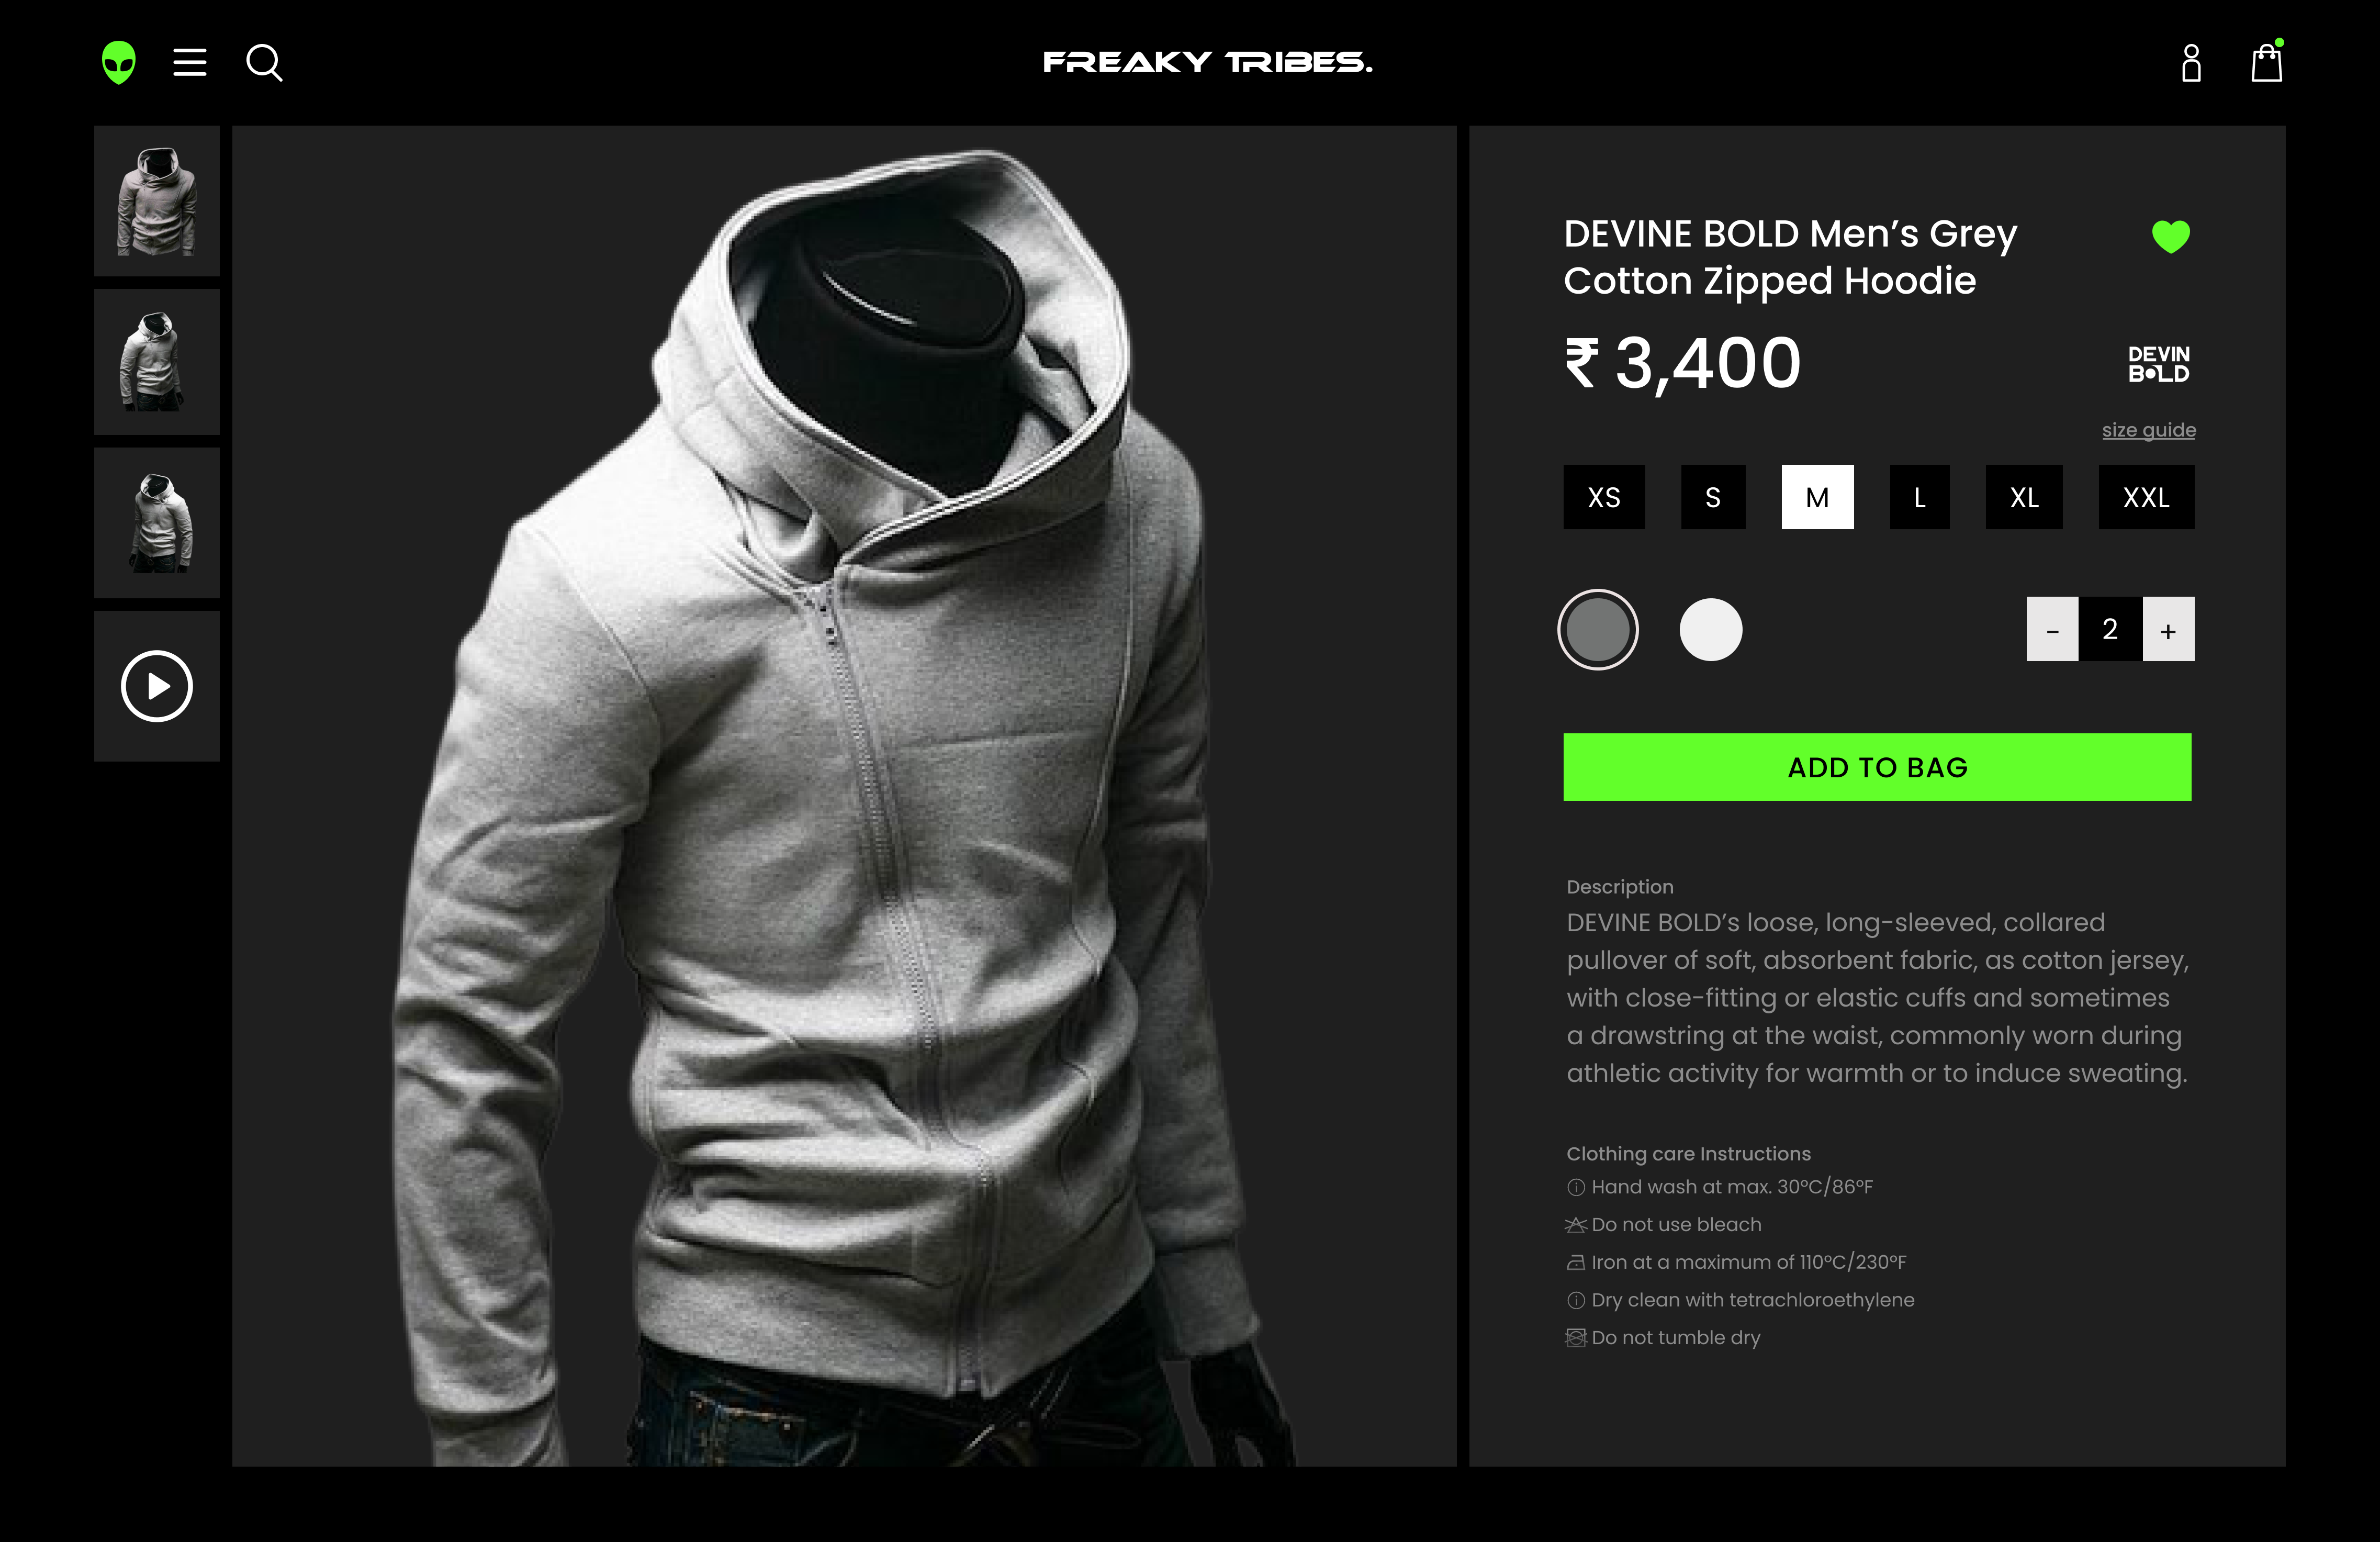 FREAKY TRIBES.
DEVINE BOLD Men’s Grey
Cotton Zipped Hoodie
₹ 3,400
DEVIN
BOLD
size guide
XS S M L XL XXL
- 2 +
ADD TO BAG
Description
DEVINE BOLD’s loose, long-sleeved, collared
pullover of soft, absorbent fabric, as cotton jersey,
with close-fitting or elastic cuffs and sometimes
a drawstring at the waist, commonly worn during
athletic activity for warmth or to induce sweating.
Clothing care Instructions
Hand wash at max. 30ºC/86ºF
Do not use bleach
Iron at a maximum of 110ºC/230ºF
Dry clean with tetrachloroethylene
Do not tumble dry